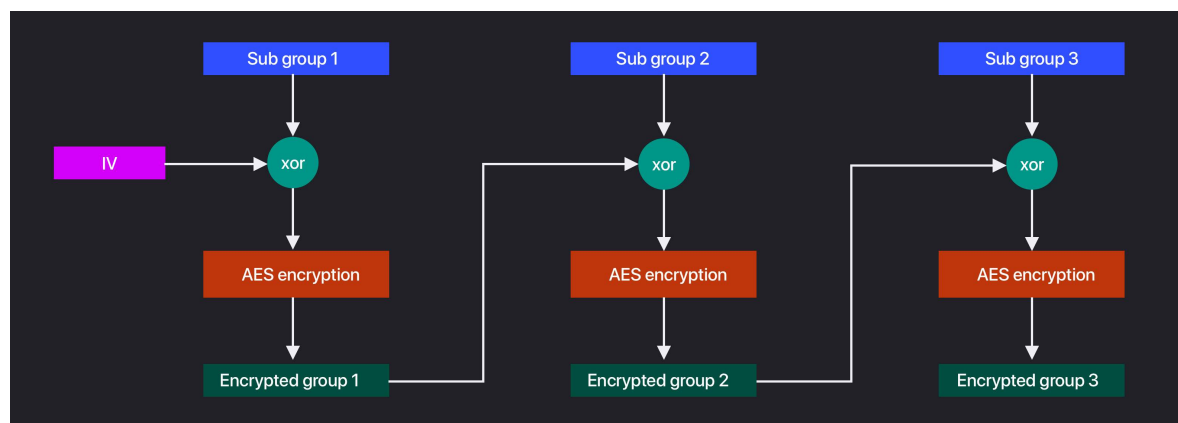 Sub group 1
Sub group 2
Sub group 3
IV
xor
xor
xor
AES encryption
AES encryption
AES encryption
Encrypted group 1
Encrypted group 2
Encrypted group 3